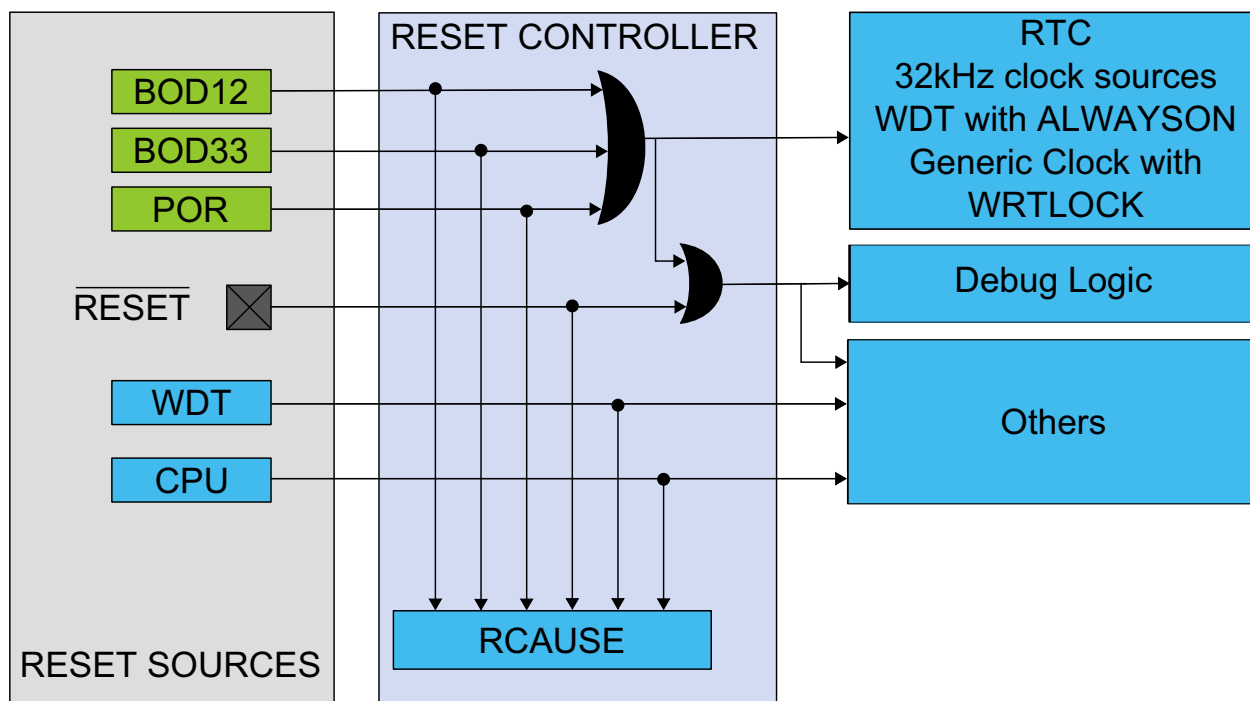 RESET SOURCES
BOD12
BOD33
POR
RESET
WDT
CPU
RESET CONTROLLER
RCAUSE
RTC
32kHz clock sources
WDT with ALWAYSON
Generic Clock with
WRTLOCK
Debug Logic
Others